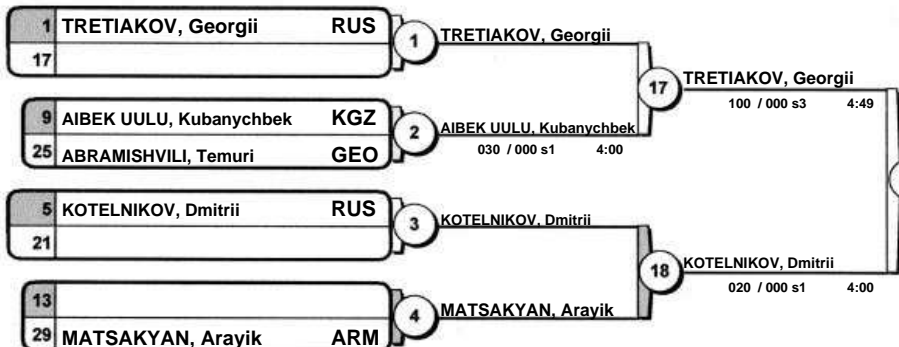 1 TRETIAKOV, Georgii RUS
17
1
TRETIAKOV, Georgii
9 AIBEK UULU, Kubanychbek KGZ
25 ABRAMISHVILI, Temuri GEO
2
AIBEK UULU, Kubanychbek
030 / 000 s1 4:00
17
TRETIAKOV, Georgii
100 / 000 s3 4:49
5 KOTELNIKOV, Dmitrii RUS
21
3
KOTELNIKOV, Dmitrii
13
29 MATSAKYAN, Arayik ARM
4
MATSAKYAN, Arayik
18
KOTELNIKOV, Dmitrii
020 / 000 s1 4:00